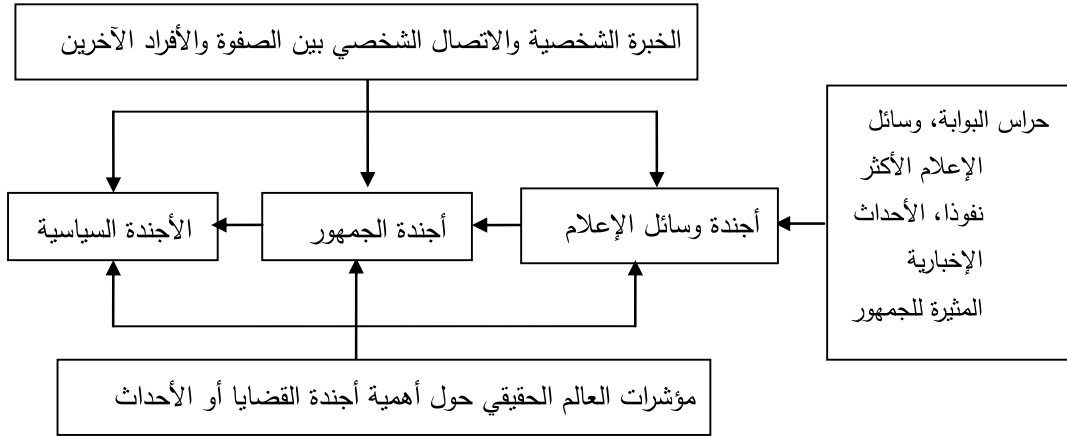 الخبرة الشخصية والاتصال الشخصي بين الصفوة والأفراد الآخرين
حراس البوابة، وسائل
الإعلام الأكثر
نفوذا، الأحداث
الإخبارية
المثيرة للجمهور
أجندة وسائل الإعلام
أجندة الجمهور
الأجندة السياسية
مؤشرات العالم الحقيقي حول أهمية أجندة القضايا أو الأحداث